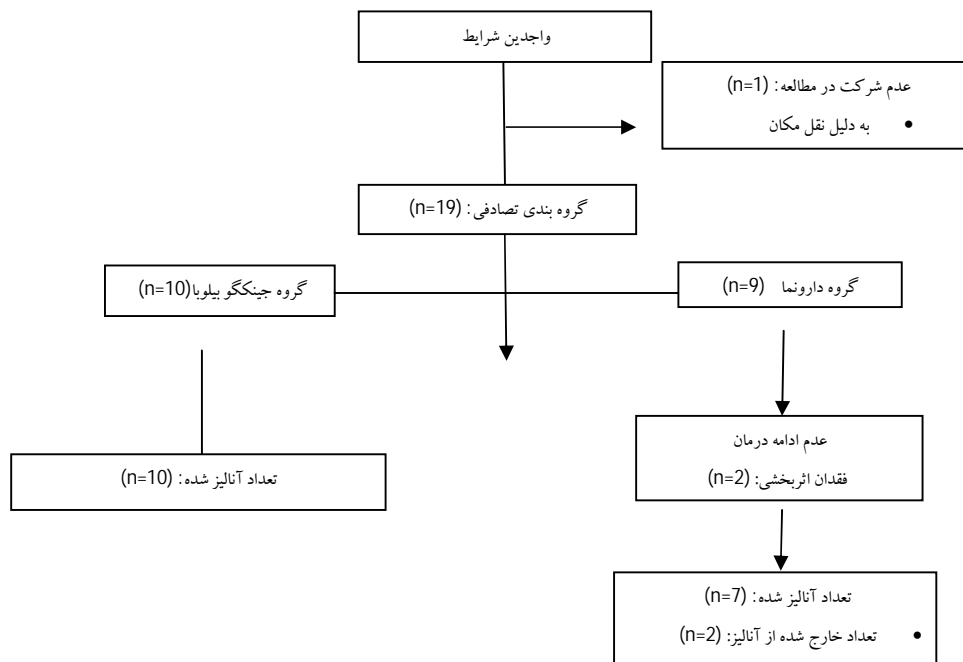 واجدین شرایط
عدم شرکت در مطالعه: (n=1)
• به دلیل نقل مکان
گروه بندی تصادفی: (n=19)
گروه دارونما (n=9)
گروه جینکگو بیلوبا(n=10)
عدم ادامه درمان
فقدان اثربخشی: (n=2)
تعداد آنالیز شده: (n=10)
تعداد آنالیز شده: (n=7)
• تعداد خارج شده از آنالیز: (n=2)